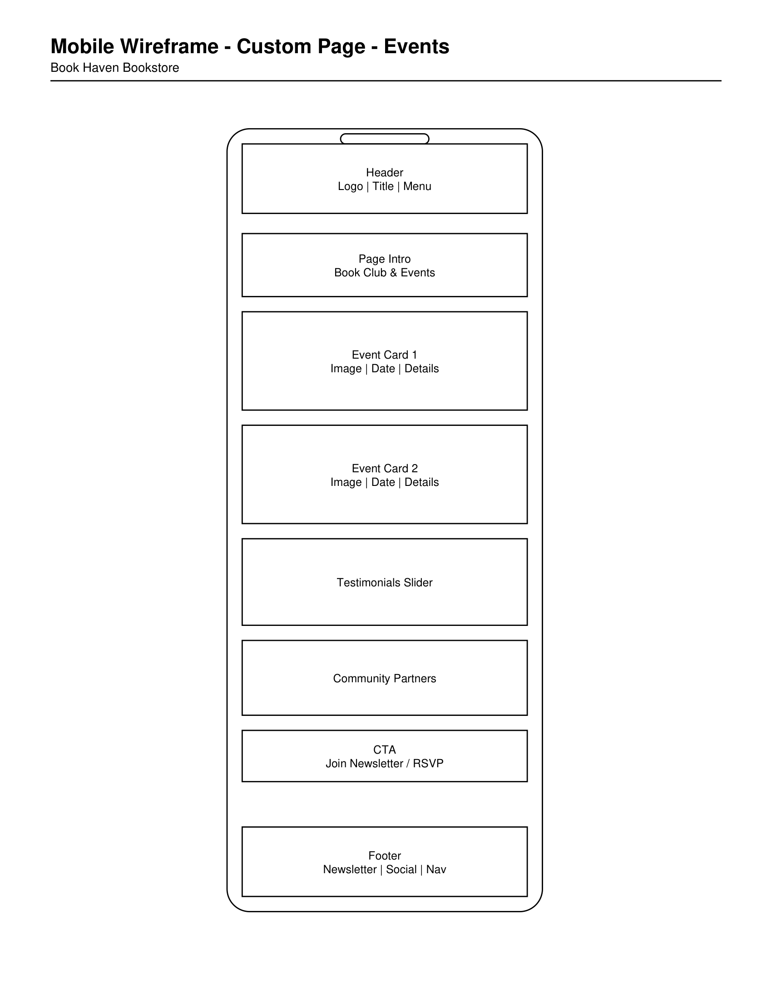 Mobile Wireframe - Custom Page - Events
Book Haven Bookstore
Header
Logo | Title | Menu
Page Intro
Book Club & Events
Event Card 1
Image | Date | Details
Event Card 2
Image | Date | Details
Testimonials Slider
Community Partners
CTA
Join Newsletter / RSVP
Footer
Newsletter | Social | Nav